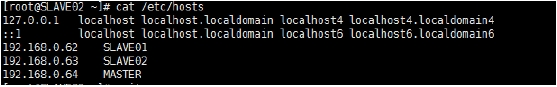 [root@SLAVE02 ~]# cat /etc/hosts
127.0.0.1   localhost localhost.localdomain localhost4 localhost4.localdomain4
::1         localhost localhost.localdomain localhost6 localhost6.localdomain6
192.168.0.62    SLAVE01
192.168.0.63    SLAVE02
192.168.0.64    MASTER